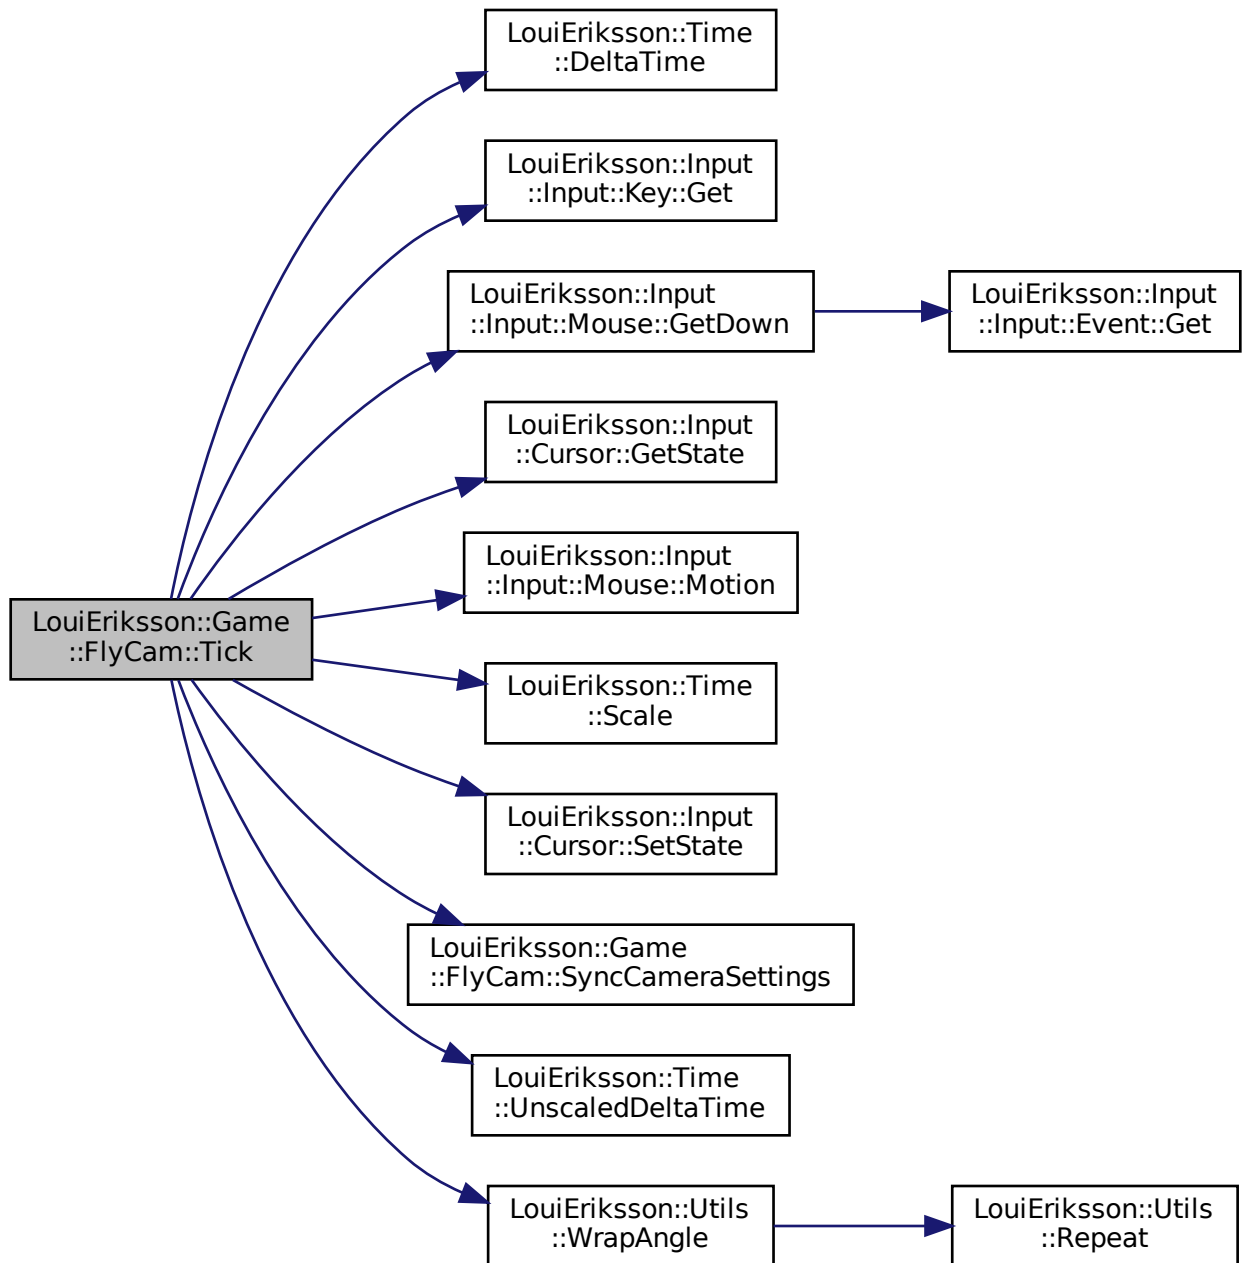 LouiEriksson::Time
::DeltaTime
LouiEriksson::Input
::Input::Key::Get
LouiEriksson::Input
::Input::Mouse::GetDown
LouiEriksson::Input
::Input::Event::Get
LouiEriksson::Input
::Cursor::GetState
LouiEriksson::Input
::Input::Mouse::Motion
LouiEriksson::Game
::FlyCam::Tick
LouiEriksson::Time
::Scale
LouiEriksson::Input
::Cursor::SetState
LouiEriksson::Game
::FlyCam::SyncCameraSettings
LouiEriksson::Time
::UnscaledDeltaTime
LouiEriksson::Utils
::WrapAngle
LouiEriksson::Utils
::Repeat